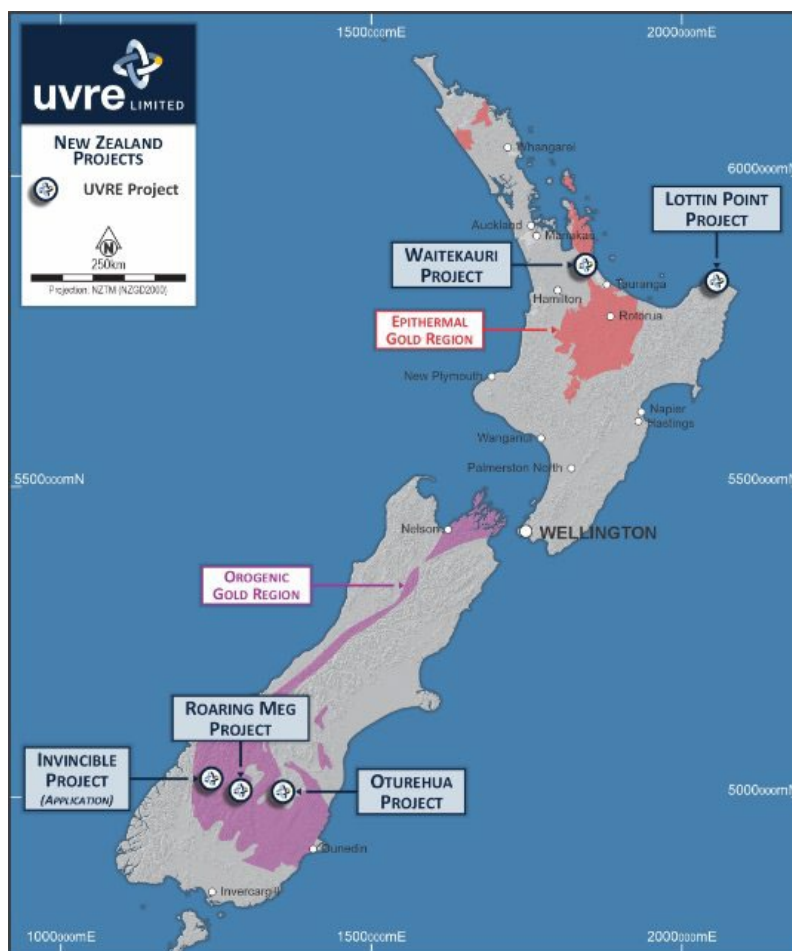 1500000mE
2000000mE
uvre
LIMITED
NEW ZEALAND
PROJECTS
UVRE Project
N
250km
Projection: NZTM (NZGD2000)
Whangarei
6000000mN
LOTTIN POINT
PROJECT
Auckland
Manukau
WAITEKAURI
PROJECT
Tauranga
Hamilton
Rotorua
EPITHERMAL
GOLD REGION
New Plymouth
Napier
Hastings
Wanganui
Palmerston North
5500000mN
5500000mN
Nelson
WELLINGTON
OROGENIC
GOLD REGION
ROARING MEG
PROJECT
INVINCIBLE
PROJECT
(APPLICATION)
OTUREHUA
PROJECT
5000000mN
Dunedin
Invercargill
1000000mE
1500000mE
2000000mE